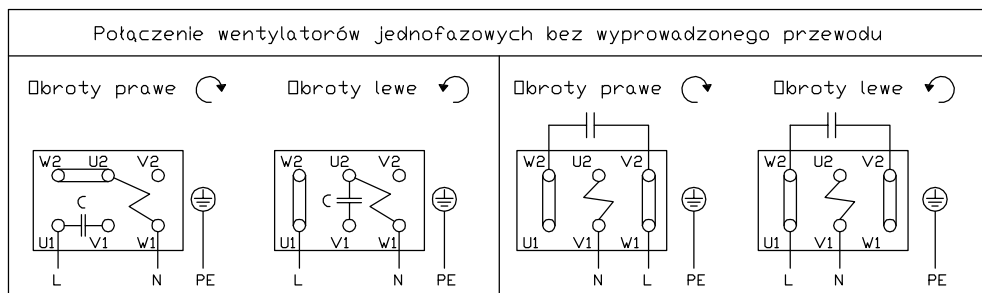 Połączenie wentylatorów jednofazowych bez wyprowadzonego przewodu
Obroty prawe
Obroty lewe
Obroty prawe
Obroty lewe
W2 U2 V2
C
U1 V1 W1
L N PE
W2 U2 V2
C
U1 V1 W1
L N PE
W2 U2 V2
U1 V1 W1
N L PE
W2 U2 V2
U1 V1 W1
L N PE